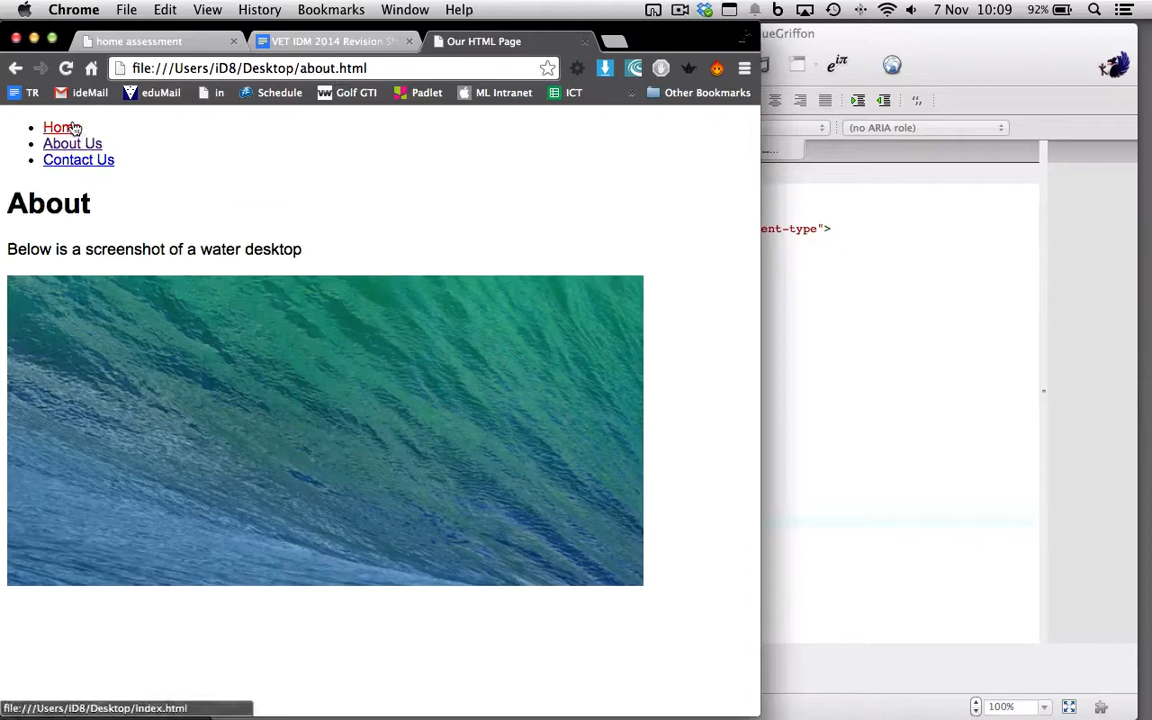 Chrome File Edit View History Bookmarks Window Help b 7 Nov 10:09 92%
home assessment VET IDM 2014 Revision Sh Our HTML Page
ueGriffon
file:///Users/iD8/Desktop/about.html
eiπ
TR ideMail eduMail in Schedule Golf GTI Padlet ML Intranet ICT » Other Bookmarks
(no ARIA role)
Home
About Us
Contact Us
About
ent-type">
Below is a screenshot of a water desktop
file:///Users/iD8/Desktop/index.html
100%